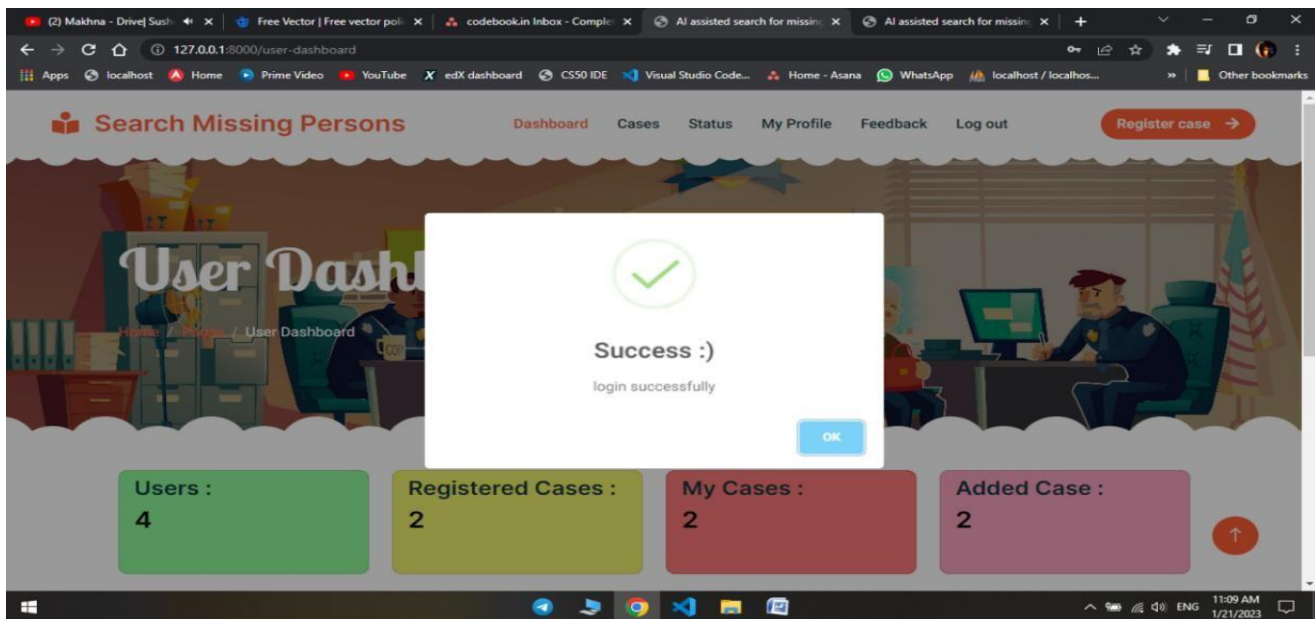 (2) Makhna - Drive| Sush
Free Vector | Free vector poli
codebook.in Inbox - Complet
AI assisted search for missing
AI assisted search for missing
127.0.0.1:8000/user-dashboard
Apps localhost Home Prime Video YouTube edX dashboard CS50 IDE Visual Studio Code... Home - Asana WhatsApp localhost / localhos... » Other bookmarks
Search Missing Persons
Dashboard Cases Status My Profile Feedback Log out
Register case →
User Dash
Home / Pages / User Dashboard
COP
Success :)
login successfully
OK
Users :
4
Registered Cases :
2
My Cases :
2
Added Case :
2
ENG
11:09 AM
1/21/2023